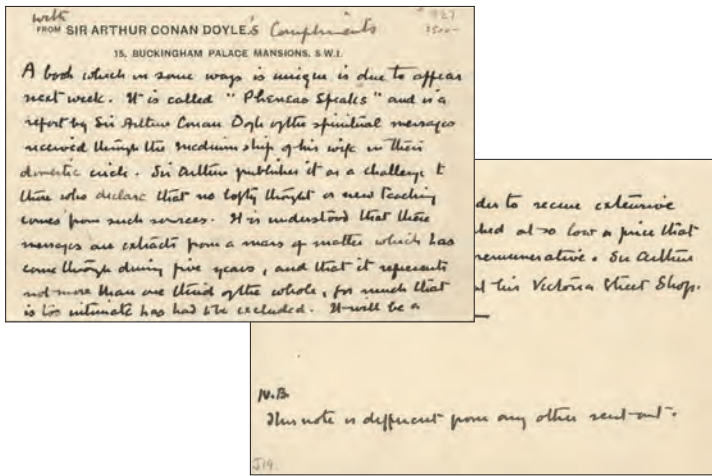 with
FROM SIR ARTHUR CONAN DOYLE's Compliments
15, BUCKINGHAM PALACE MANSIONS, S.W.1.
A book which in some ways is unique is due to appear
next week. It is called "Pheneas Speaks" and is a
report by Sir Arthur Conan Doyle of the spiritual messages
received through the mediumship of his wife in their
domestic circle. Sir Arthur publishes it as a challenge to
those who declare that no lofty thought or new teaching
comes from such sources. It is understood that these
messages are extracts from a mass of matter which has
come through during five years, and that it represents
not more than one third of the whole, for much that
is too intimate has had to be excluded. It will be a
der to receive extensive
hed at so low a price that
remunerative. Sir Arthur
his Victoria Street Shop.
N.B.
This note is different from any other sent out.
J19.